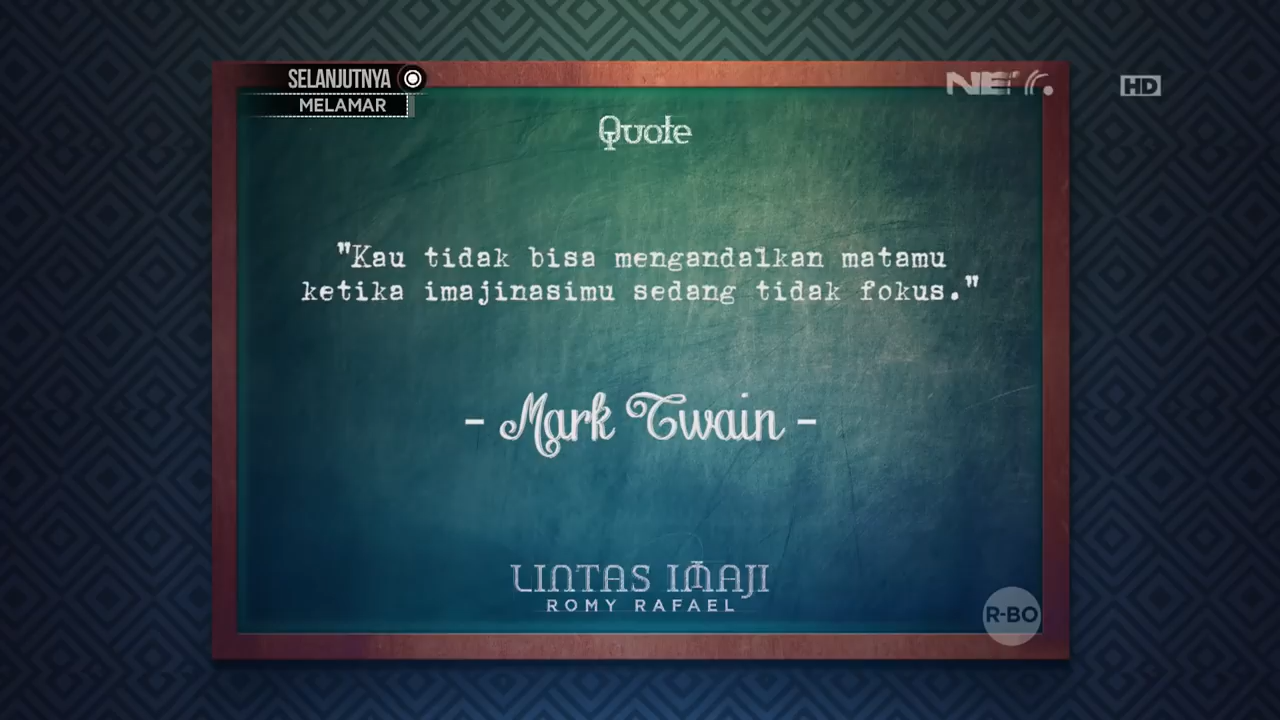 SELANJUTNYA
MELAMAR
NET.
HD
Quote
"Kau tidak bisa mengandalkan matamu
ketika imajinasimu sedang tidak fokus."
- Mark Twain -
LINTAS IMAJI
ROMY RAFAEL
R-BO